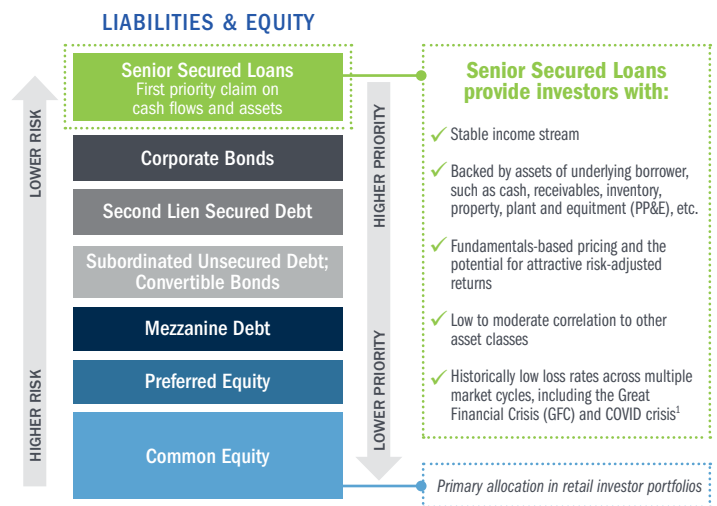 LIABILITIES & EQUITY
Senior Secured Loans
First priority claim on
cash flows and assets
Corporate Bonds
Second Lien Secured Debt
Subordinated Unsecured Debt;
Convertible Bonds
Mezzanine Debt
Preferred Equity
Common Equity
LOWER RISK
HIGHER RISK
HIGHER PRIORITY
LOWER PRIORITY
Senior Secured Loans
provide investors with:
Stable income stream
Backed by assets of underlying borrower,
such as cash, receivables, inventory,
property, plant and equitment (PP&E), etc.
Fundamentals-based pricing and the
potential for attractive risk-adjusted
returns
Low to moderate correlation to other
asset classes
Historically low loss rates across multiple
market cycles, including the Great
Financial Crisis (GFC) and COVID crisis¹
Primary allocation in retail investor portfolios